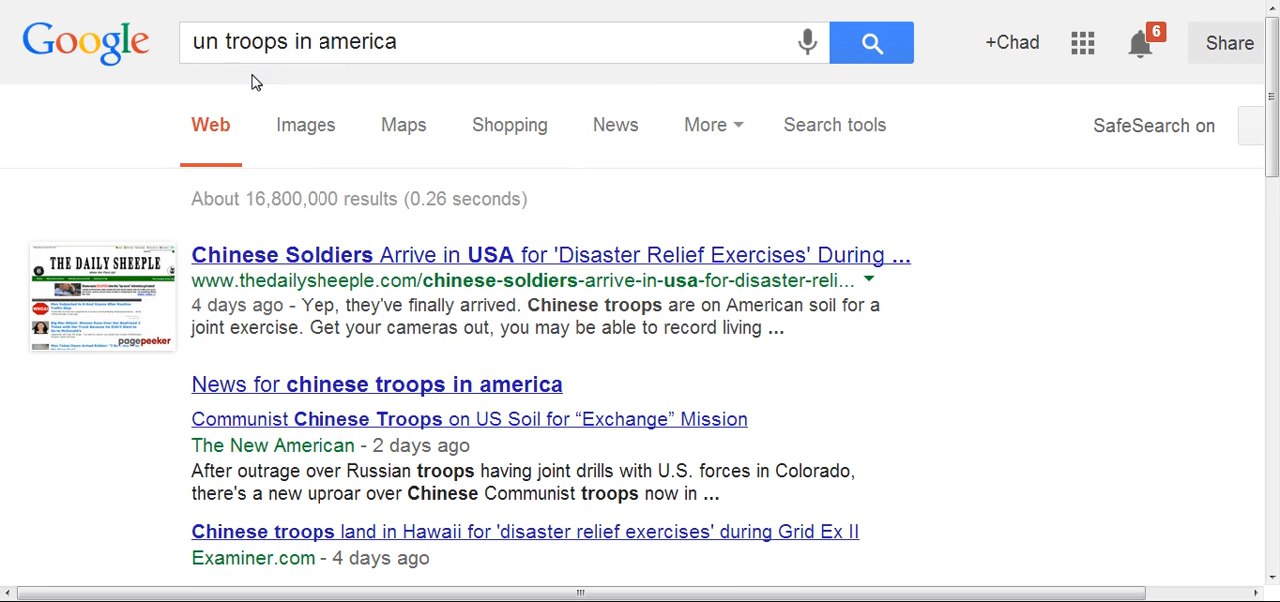 Google
un troops in america
+Chad
6
Share
Web Images Maps Shopping News More Search tools
SafeSearch on
About 16,800,000 results (0.26 seconds)
THE DAILY SHEEPLE
pagepeeker
Chinese Soldiers Arrive in USA for 'Disaster Relief Exercises' During ...
www.thedailysheeple.com/chinese-soldiers-arrive-in-usa-for-disaster-reli...
4 days ago - Yep, they've finally arrived. Chinese troops are on American soil for a
joint exercise. Get your cameras out, you may be able to record living ...
News for chinese troops in america
Communist Chinese Troops on US Soil for “Exchange” Mission
The New American - 2 days ago
After outrage over Russian troops having joint drills with U.S. forces in Colorado,
there's a new uproar over Chinese Communist troops now in ...
Chinese troops land in Hawaii for 'disaster relief exercises' during Grid Ex II
Examiner.com - 4 days ago